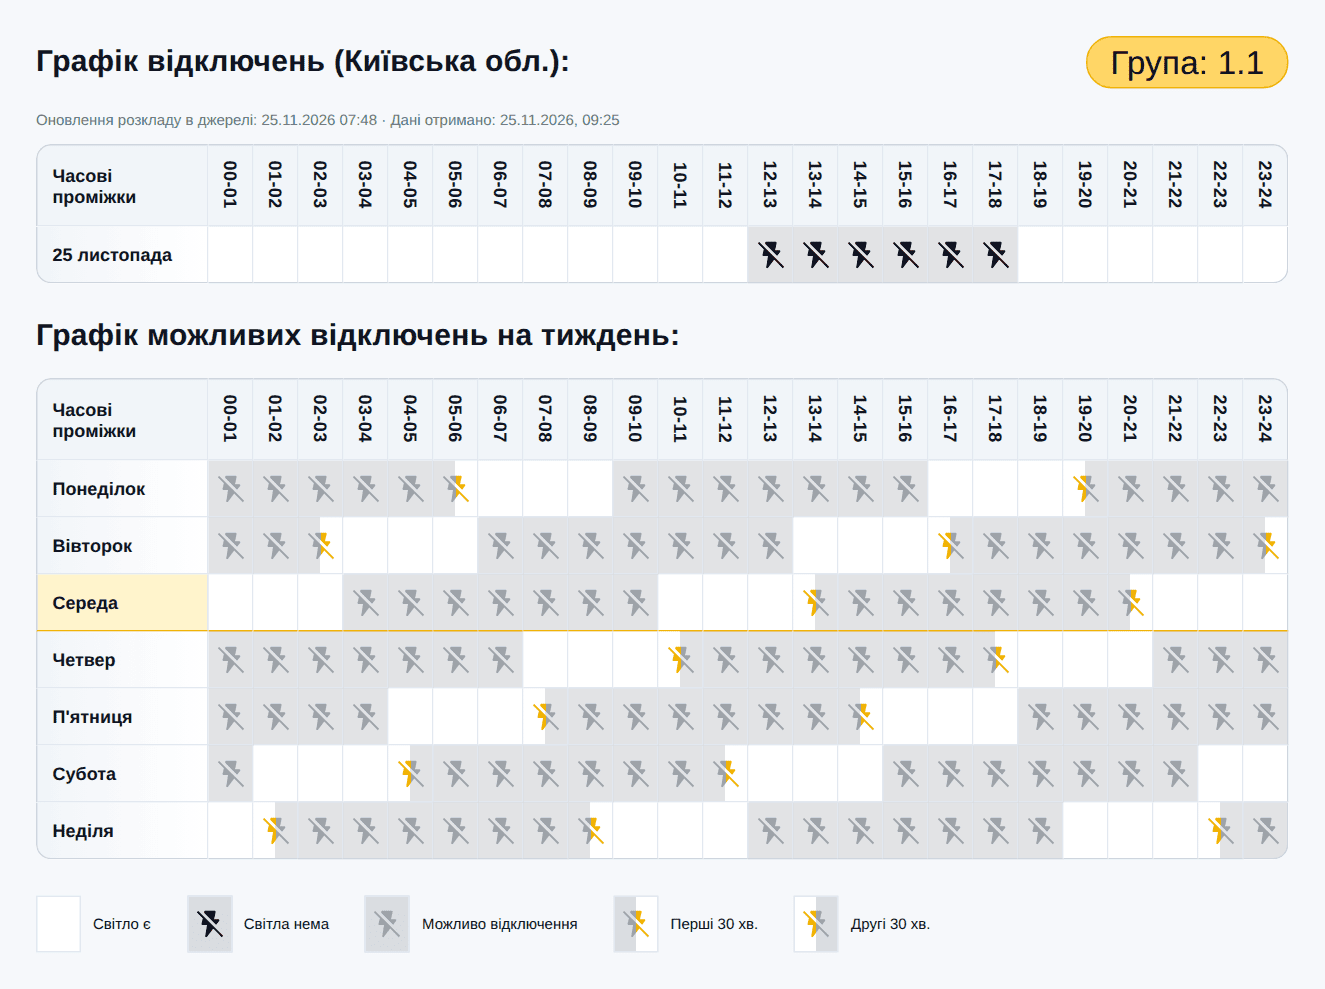 Графік відключень (Київська обл.):
Група: 1.1
Оновлення розкладу в джерелі: 25.11.2026 07:48 · Дані отримано: 25.11.2026, 09:25
Часові проміжки 00-01 01-02 02-03 03-04 04-05 05-06 06-07 07-08 08-09 09-10 10-11 11-12 12-13 13-14 14-15 15-16 16-17 17-18 18-19 19-20 20-21 21-22 22-23 23-24
25 листопада
Графік можливих відключень на тиждень:
Часові проміжки 00-01 01-02 02-03 03-04 04-05 05-06 06-07 07-08 08-09 09-10 10-11 11-12 12-13 13-14 14-15 15-16 16-17 17-18 18-19 19-20 20-21 21-22 22-23 23-24
Понеділок
Вівторок
Середа
Четвер
П'ятниця
Субота
Неділя
Світло є Світла нема Можливо відключення Перші 30 хв. Другі 30 хв.